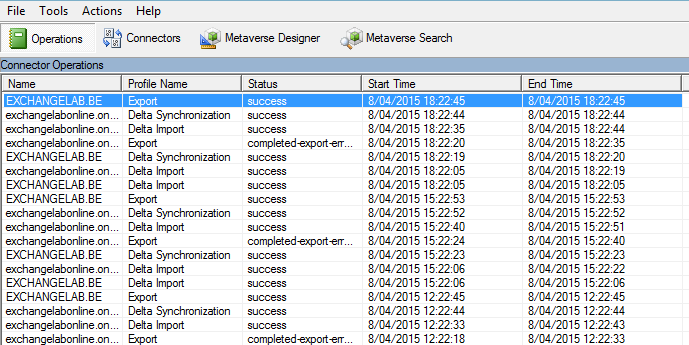 File Tools Actions Help
Operations Connectors Metaverse Designer Metaverse Search
Connector Operations
Name Profile Name Status Start Time End Time
EXCHANGELAB.BE Export success 8/04/2015 18:22:45 8/04/2015 18:22:45
exchangelabonline.on... Delta Synchronization success 8/04/2015 18:22:44 8/04/2015 18:22:44
exchangelabonline.on... Delta Import success 8/04/2015 18:22:35 8/04/2015 18:22:44
exchangelabonline.on... Export completed-export-err... 8/04/2015 18:22:20 8/04/2015 18:22:35
EXCHANGELAB.BE Delta Synchronization success 8/04/2015 18:22:19 8/04/2015 18:22:20
exchangelabonline.on... Delta Import success 8/04/2015 18:22:05 8/04/2015 18:22:19
EXCHANGELAB.BE Delta Import success 8/04/2015 18:22:05 8/04/2015 18:22:05
EXCHANGELAB.BE Export success 8/04/2015 15:22:53 8/04/2015 15:22:53
exchangelabonline.on... Delta Synchronization success 8/04/2015 15:22:52 8/04/2015 15:22:52
exchangelabonline.on... Delta Import success 8/04/2015 15:22:40 8/04/2015 15:22:51
exchangelabonline.on... Export completed-export-err... 8/04/2015 15:22:24 8/04/2015 15:22:40
EXCHANGELAB.BE Delta Synchronization success 8/04/2015 15:22:23 8/04/2015 15:22:23
exchangelabonline.on... Delta Import success 8/04/2015 15:22:06 8/04/2015 15:22:22
EXCHANGELAB.BE Delta Import success 8/04/2015 15:22:06 8/04/2015 15:22:06
EXCHANGELAB.BE Export success 8/04/2015 12:22:45 8/04/2015 12:22:45
exchangelabonline.on... Delta Synchronization success 8/04/2015 12:22:44 8/04/2015 12:22:44
exchangelabonline.on... Delta Import success 8/04/2015 12:22:33 8/04/2015 12:22:43
exchangelabonline.on... Export completed-export-err... 8/04/2015 12:22:18 8/04/2015 12:22:33